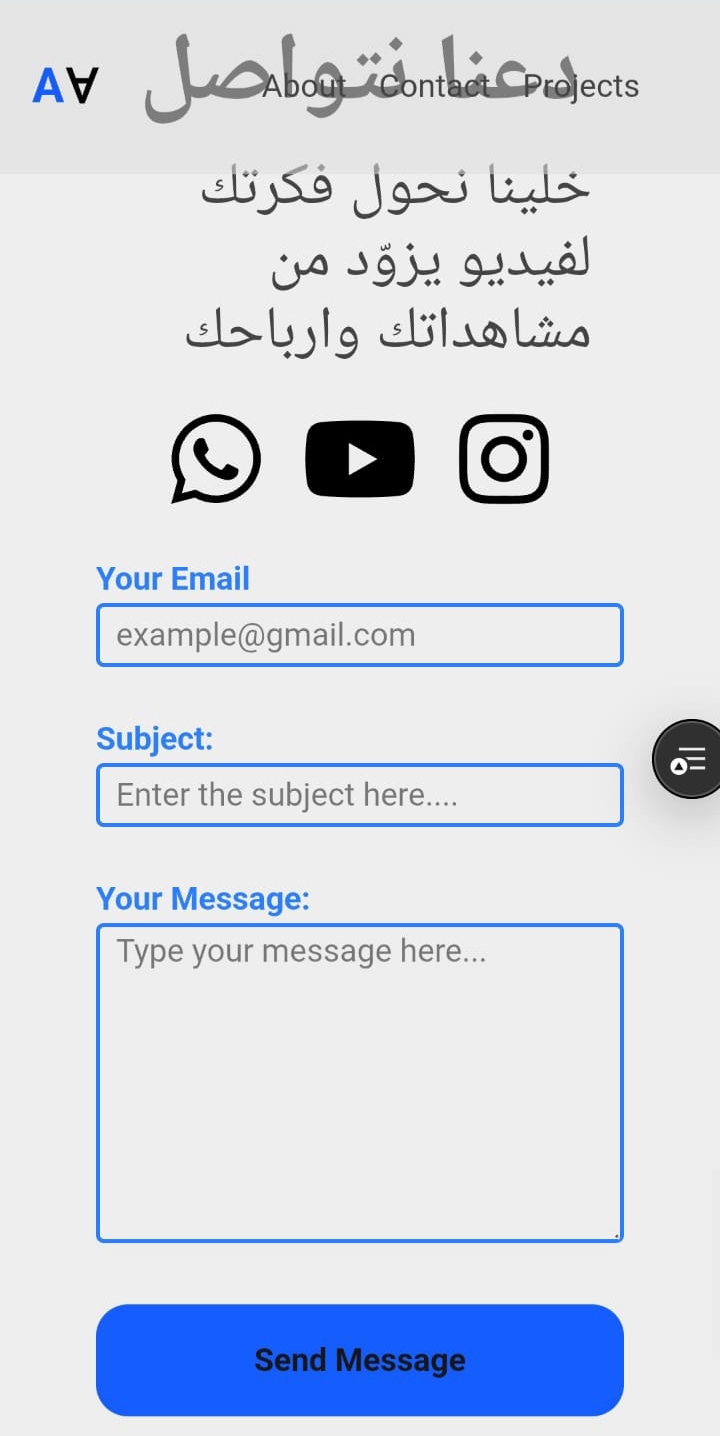 A∀
About Contact Projects
دعنا نتواصل
خلينا نحول فكرتك
لفيديو يزوّد من
مشاهداتك وارباحك
Your Email
example@gmail.com
Subject:
Enter the subject here....
Your Message:
Type your message here...
Send Message